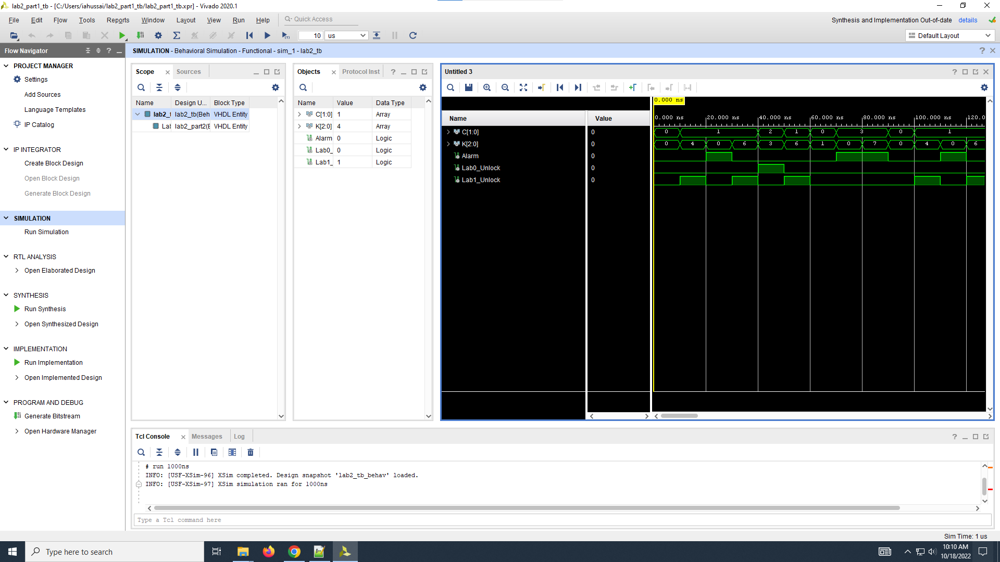 lab2_part1_tb - [C:/Users/iahussai/lab2_part1_tb/lab2_part1_tb.xpr] - Vivado 2020.1
File Edit Flow Tools Reports Window Layout View Run Help Quick Access
Synthesis and Implementation Out-of-date details
10 us
Default Layout
Flow Navigator
SIMULATION - Behavioral Simulation - Functional - sim_1 - lab2_tb
PROJECT MANAGER
Settings
Add Sources
Language Templates
IP Catalog
IP INTEGRATOR
Create Block Design
Open Block Design
Generate Block Design
SIMULATION
Run Simulation
RTL ANALYSIS
Open Elaborated Design
SYNTHESIS
Run Synthesis
Open Synthesized Design
IMPLEMENTATION
Run Implementation
Open Implemented Design
PROGRAM AND DEBUG
Generate Bitstream
Open Hardware Manager
Scope Sources
Name Design U... Block Type
lab2_t lab2_tb(Beh VHDL Entity
Lab lab2_part2(E VHDL Entity
Objects Protocol Inst
Name Value Data Type
C[1:0] 1 Array
K[2:0] 4 Array
Alarm 0 Logic
Lab0_ 0 Logic
Lab1_ 1 Logic
Untitled 3
0.000 ns
Name Value
0.000 ns 20.000 ns 40.000 ns 60.000 ns 80.000 ns 100.000 ns 120.0
C[1:0] 0 0 1 2 1 0 3 0 1
K[2:0] 0 0 4 0 6 3 6 1 0 7 0 4 0 6
Alarm 0
Lab0_Unlock 0
Lab1_Unlock 0
Tcl Console Messages Log
# run 1000ns
INFO: [USF-XSim-96] XSim completed. Design snapshot 'lab2_tb_behav' loaded.
INFO: [USF-XSim-97] XSim simulation ran for 1000ns
Type a Tcl command here
Sim Time: 1 us
Type here to search
10:10 AM
10/18/2022